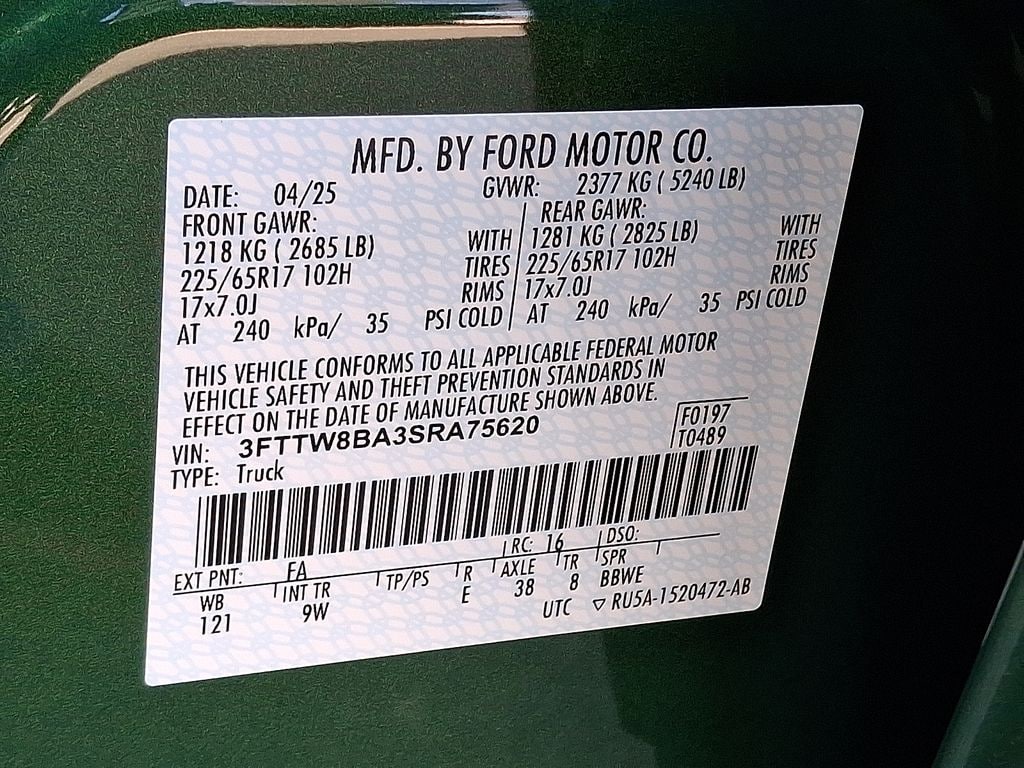 MFD. BY FORD MOTOR CO.
DATE: 04/25 GVWR: 2377 KG ( 5240 LB)
FRONT GAWR: REAR GAWR:
1218 KG ( 2685 LB) WITH 1281 KG ( 2825 LB) WITH
225/65R17 102H TIRES 225/65R17 102H TIRES
17x7.0J RIMS 17x7.0J RIMS
AT 240 kPa/ 35 PSI COLD AT 240 kPa/ 35 PSI COLD
THIS VEHICLE CONFORMS TO ALL APPLICABLE FEDERAL MOTOR
VEHICLE SAFETY AND THEFT PREVENTION STANDARDS IN
EFFECT ON THE DATE OF MANUFACTURE SHOWN ABOVE.
VIN: 3FTTW8BA3SRA75620 F0197
TYPE: Truck T0489
EXT PNT: FA RC: 16 DSO:
WB INT TR TP/PS R AXLE TR SPR
121 9W E 38 8 BBWE
UTC ▽ RU5A-1520472-AB